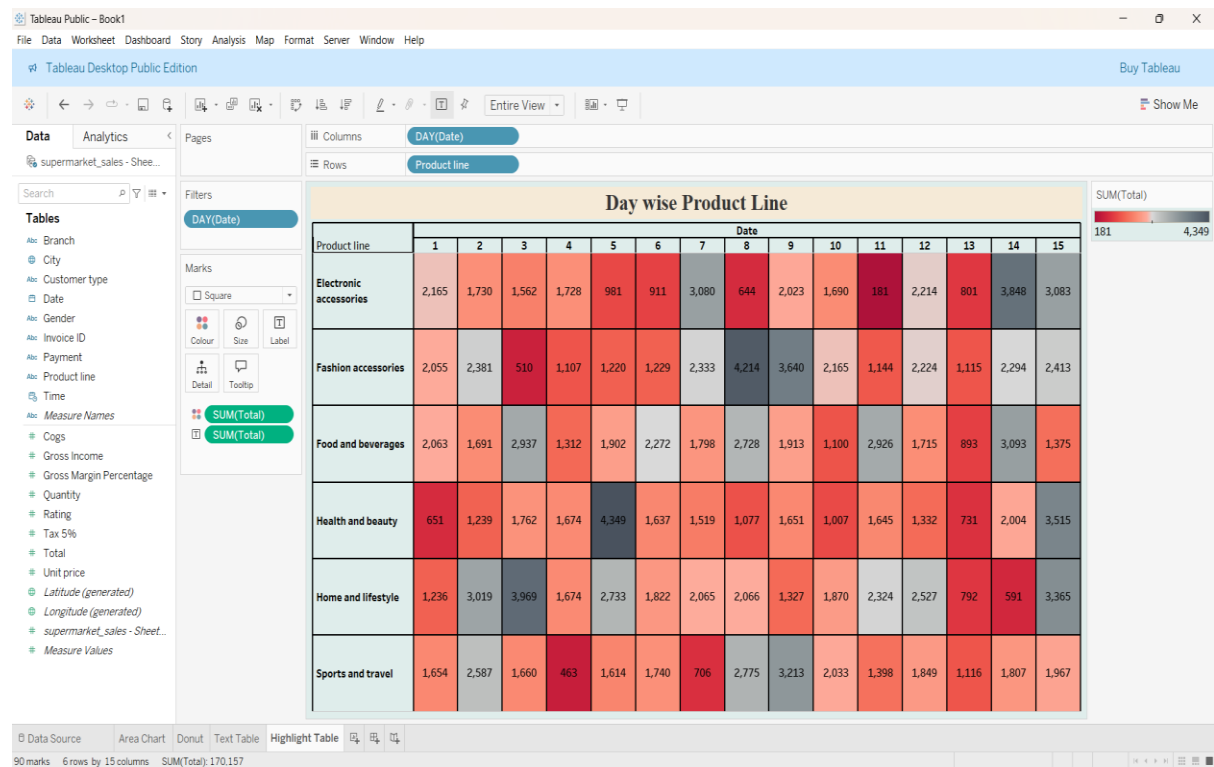 Tableau Public – Book1
File Data Worksheet Dashboard Story Analysis Map Format Server Window Help
Tableau Desktop Public Edition Buy Tableau
Entire View Show Me
Data Analytics
supermarket_sales - Shee...
Search
Tables
Abc Branch
City
Abc Customer type
Date
Abc Gender
Abc Invoice ID
Abc Payment
Abc Product line
Time
Abc Measure Names
# Cogs
# Gross Income
# Gross Margin Percentage
# Quantity
# Rating
# Tax 5%
# Total
# Unit price
Latitude (generated)
Longitude (generated)
# supermarket_sales - Sheet...
# Measure Values
Pages
Filters
DAY(Date)
Marks
Square
Colour Size Label
Detail Tooltip
SUM(Total)
SUM(Total)
Columns DAY(Date)
Rows Product line
Day wise Product Line
Date
Product line 1 2 3 4 5 6 7 8 9 10 11 12 13 14 15
Electronic
accessories 2,165 1,730 1,562 1,728 981 911 3,080 644 2,023 1,690 181 2,214 801 3,848 3,083
Fashion accessories 2,055 2,381 510 1,107 1,220 1,229 2,333 4,214 3,640 2,165 1,144 2,224 1,115 2,294 2,413
Food and beverages 2,063 1,691 2,937 1,312 1,902 2,272 1,798 2,728 1,913 1,100 2,926 1,715 893 3,093 1,375
Health and beauty 651 1,239 1,762 1,674 4,349 1,637 1,519 1,077 1,651 1,007 1,645 1,332 731 2,004 3,515
Home and lifestyle 1,236 3,019 3,969 1,674 2,733 1,822 2,065 2,066 1,327 1,870 2,324 2,527 792 591 3,365
Sports and travel 1,654 2,587 1,660 463 1,614 1,740 706 2,775 3,213 2,033 1,398 1,849 1,116 1,807 1,967
SUM(Total)
181 4,349
Data Source Area Chart Donut Text Table Highlight Table
90 marks 6 rows by 15 columns SUM(Total): 170,157